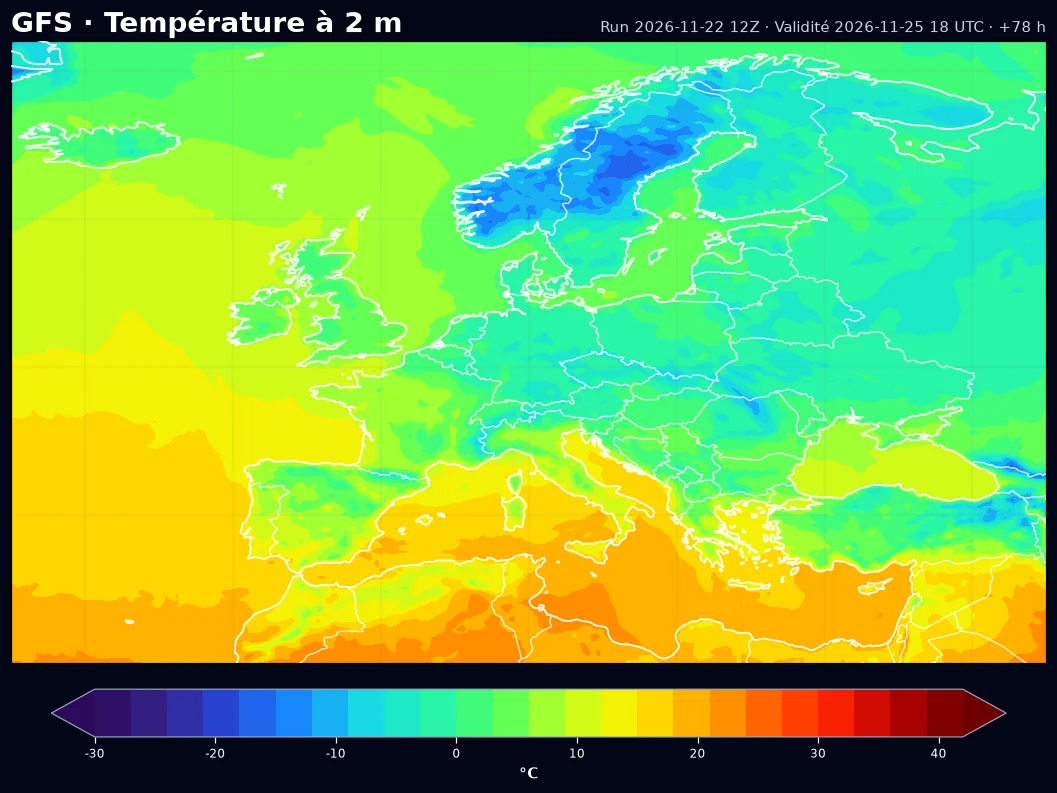 GFS · Température à 2 m
Run 2026-11-22 12Z · Validité 2026-11-25 18 UTC · +78 h
-30 -20 -10 0 10 20 30 40
°C